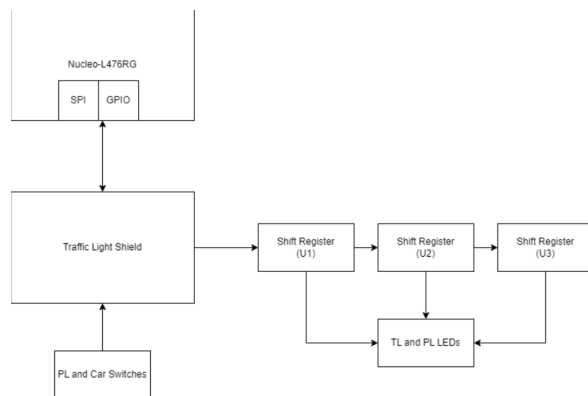 Nucleo-L476RG
SPI
GPIO
Traffic Light Shield
Shift Register
(U1)
Shift Register
(U2)
Shift Register
(U3)
TL and PL LEDs
PL and Car Switches